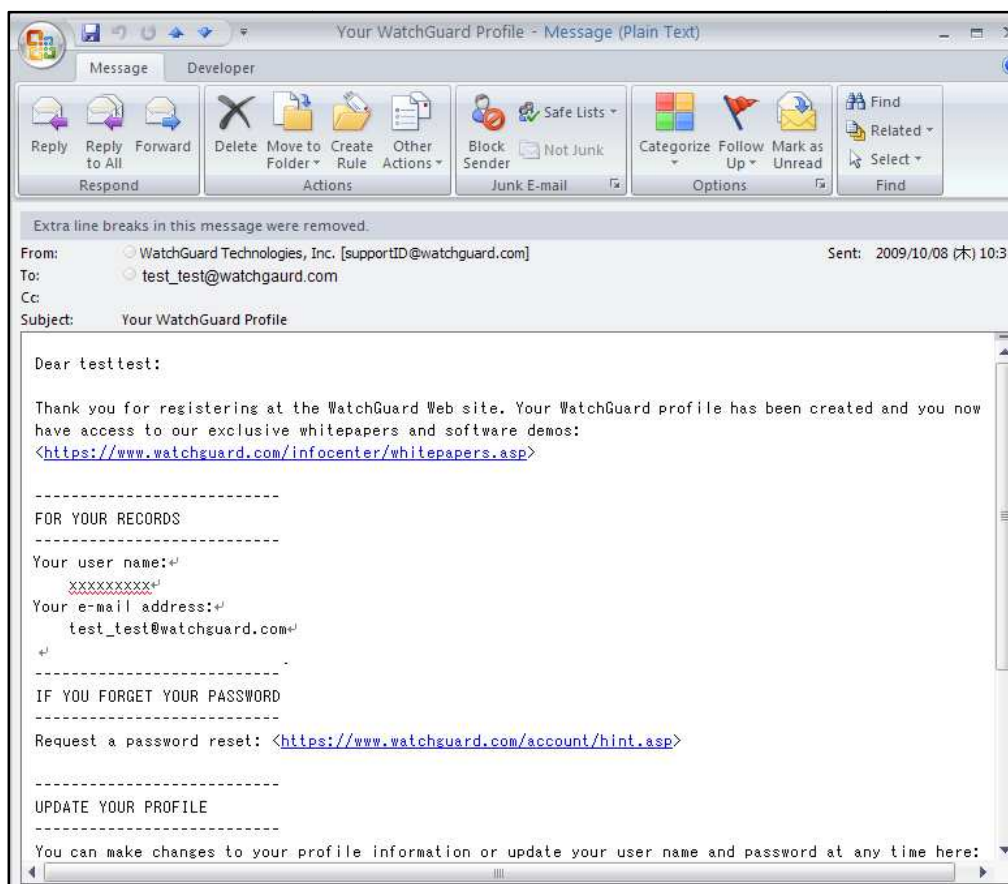 Your WatchGuard Profile - Message (Plain Text)
Message Developer
Reply Reply to All Forward
Respond
Delete Move to Folder Create Rule Other Actions
Actions
Block Sender Safe Lists Not Junk
Junk E-mail
Categorize Follow Up Mark as Unread
Options
Find Related Select
Find
Extra line breaks in this message were removed.
From: WatchGuard Technologies, Inc. [supportID@watchguard.com] Sent: 2009/10/08 (木) 10:3
To: test_test@watchgaurd.com
Cc:
Subject: Your WatchGuard Profile
Dear testtest:
Thank you for registering at the WatchGuard Web site. Your WatchGuard profile has been created and you now
have access to our exclusive whitepapers and software demos:
<https://www.watchguard.com/infocenter/whitepapers.asp>
---------------------------
FOR YOUR RECORDS
---------------------------
Your user name:↵
xxxxxxxxx↵
Your e-mail address:↵
test_test@watchguard.com↵
↵
---------------------------
IF YOU FORGET YOUR PASSWORD
---------------------------
Request a password reset: <https://www.watchguard.com/account/hint.asp>
---------------------------
UPDATE YOUR PROFILE
---------------------------
You can make changes to your profile information or update your user name and password at any time here: